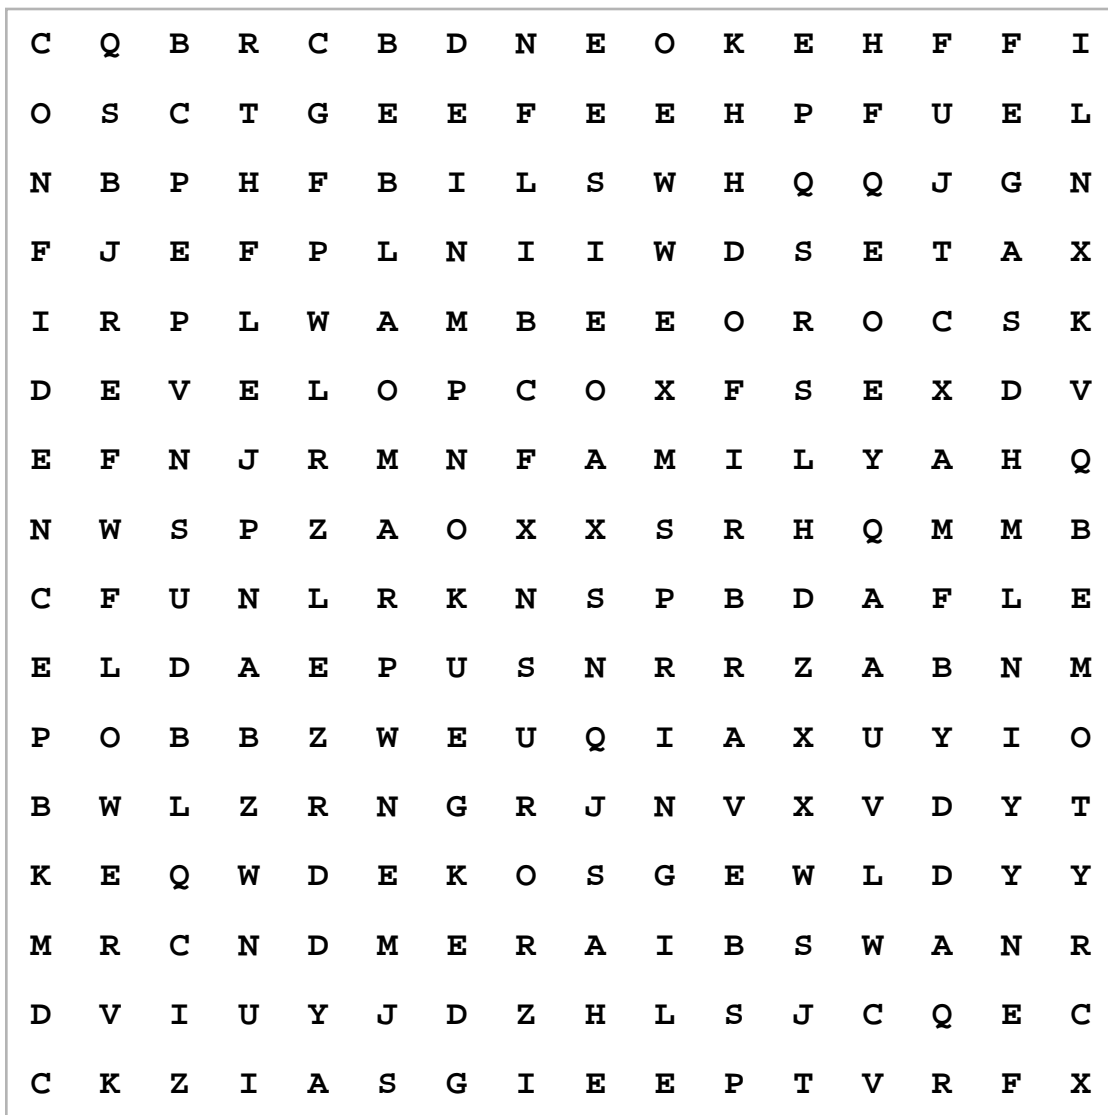 C Q B R C B D N E O K E H F F I
O S C T G E E F E E H P F U E L
N B P H F B I L S W H Q Q J G N
F J E F P L N I I W D S E T A X
I R P L W A M B E E O R O C S K
D E V E L O P C O X F S E X D V
E F N J R M N F A M I L Y A H Q
N W S P Z A O X X S R H Q M M B
C F U N L R K N S P B D A F L E
E L D A E P U S N R R Z A B N M
P O B B Z W E U Q I A X U Y I O
B W L Z R N G R J N V X V D Y T
K E Q W D E K O S G E W L D Y Y
M R C N D M E R A I B S W A N R
D V I U Y J D Z H L S J C Q E C
C K Z I A S G I E E P T V R F X